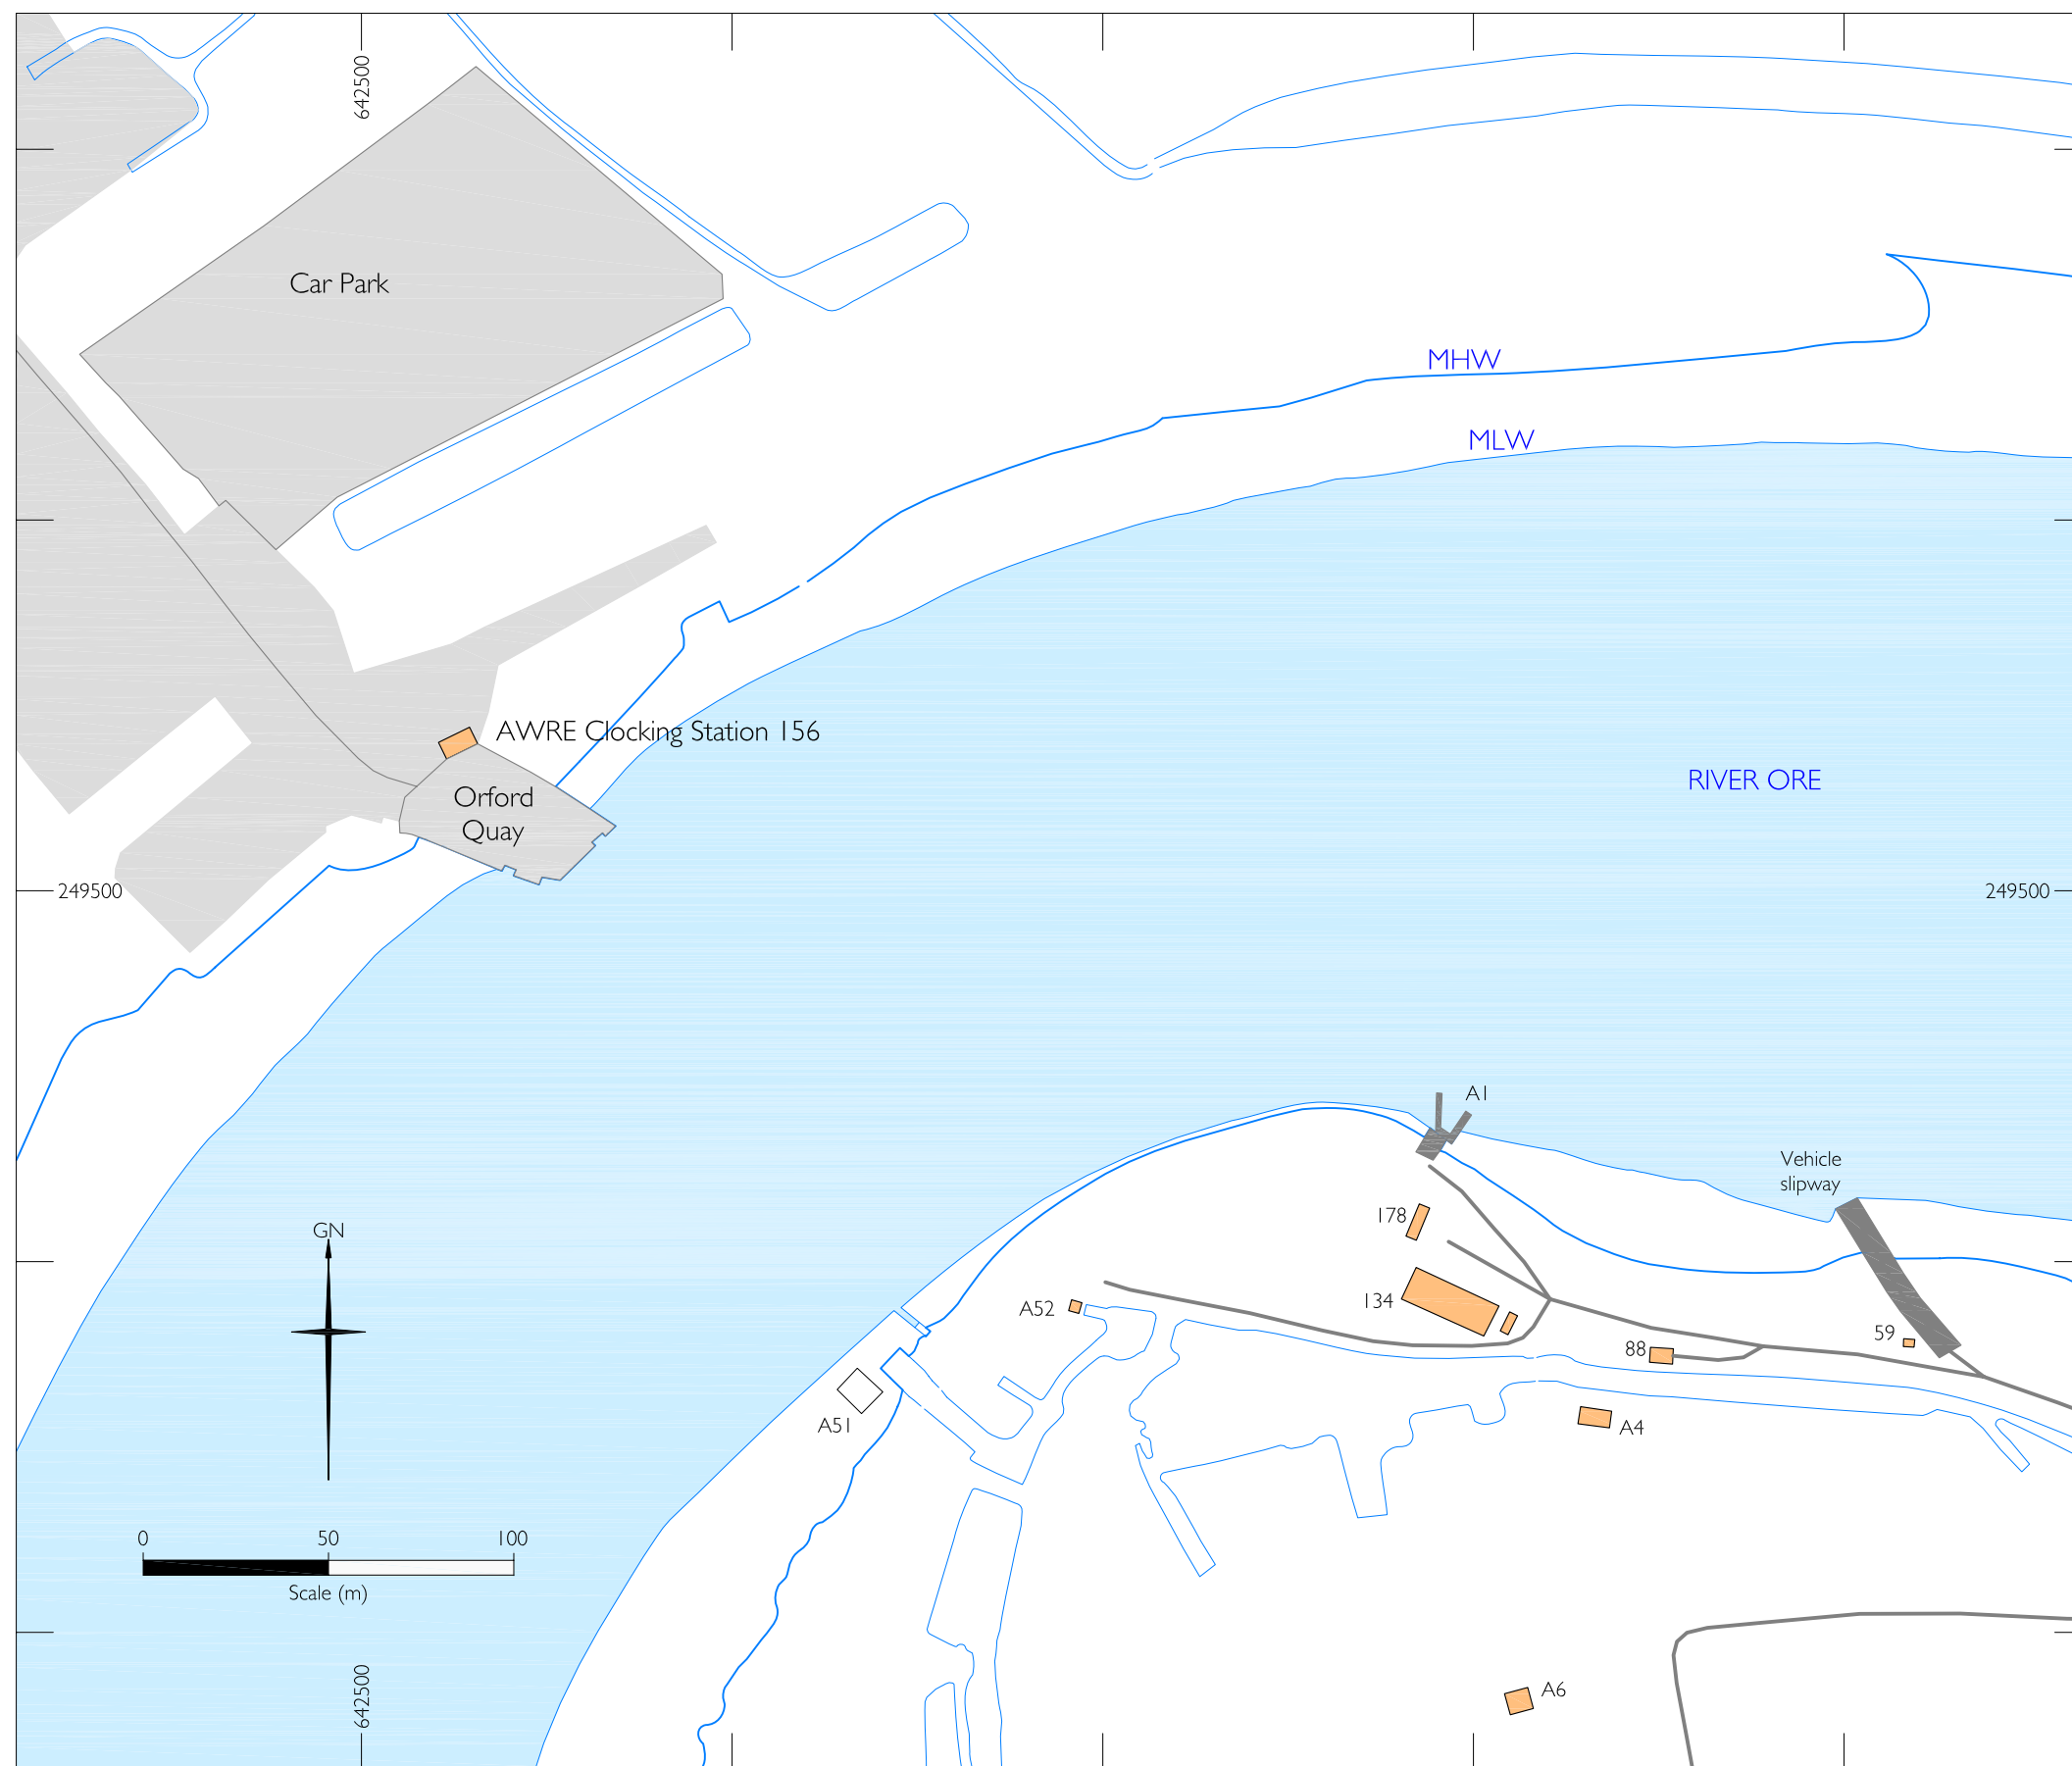 642500
Car Park
MHW
MLW
AWRE Clocking Station 156
RIVER ORE
Orford
Quay
249500
249500
A1
Vehicle
slipway
178
GN
134
A52
59
88
A51
A4
0 50 100
Scale (m)
642500
A6